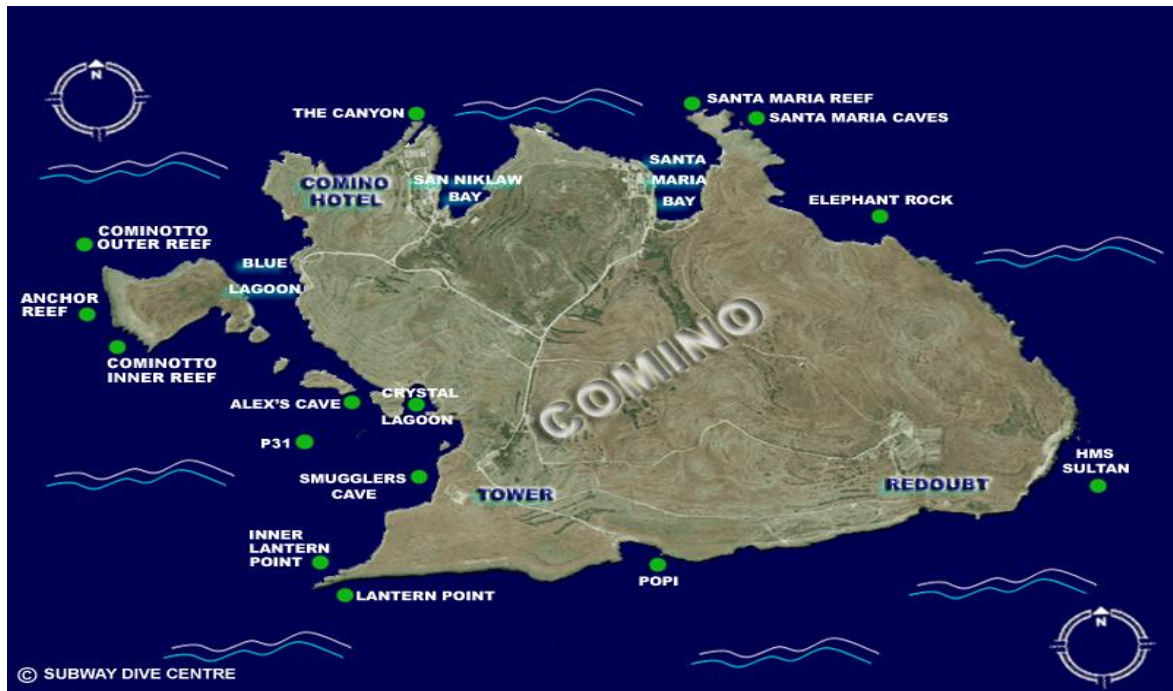 N
THE CANYON
SANTA MARIA REEF
SANTA MARIA CAVES
COMINO
HOTEL
SAN NIKLAW
BAY
SANTA
MARIA
BAY
ELEPHANT ROCK
COMINOTTO
OUTER REEF
BLUE
LAGOON
ANCHOR
REEF
COMINOTTO
INNER REEF
COMINO
ALEX'S CAVE
CRYSTAL
LAGOON
P31
SMUGGLERS
CAVE
TOWER
REDOUBT
HMS
SULTAN
INNER
LANTERN
POINT
LANTERN POINT
POPI
N
© SUBWAY DIVE CENTRE